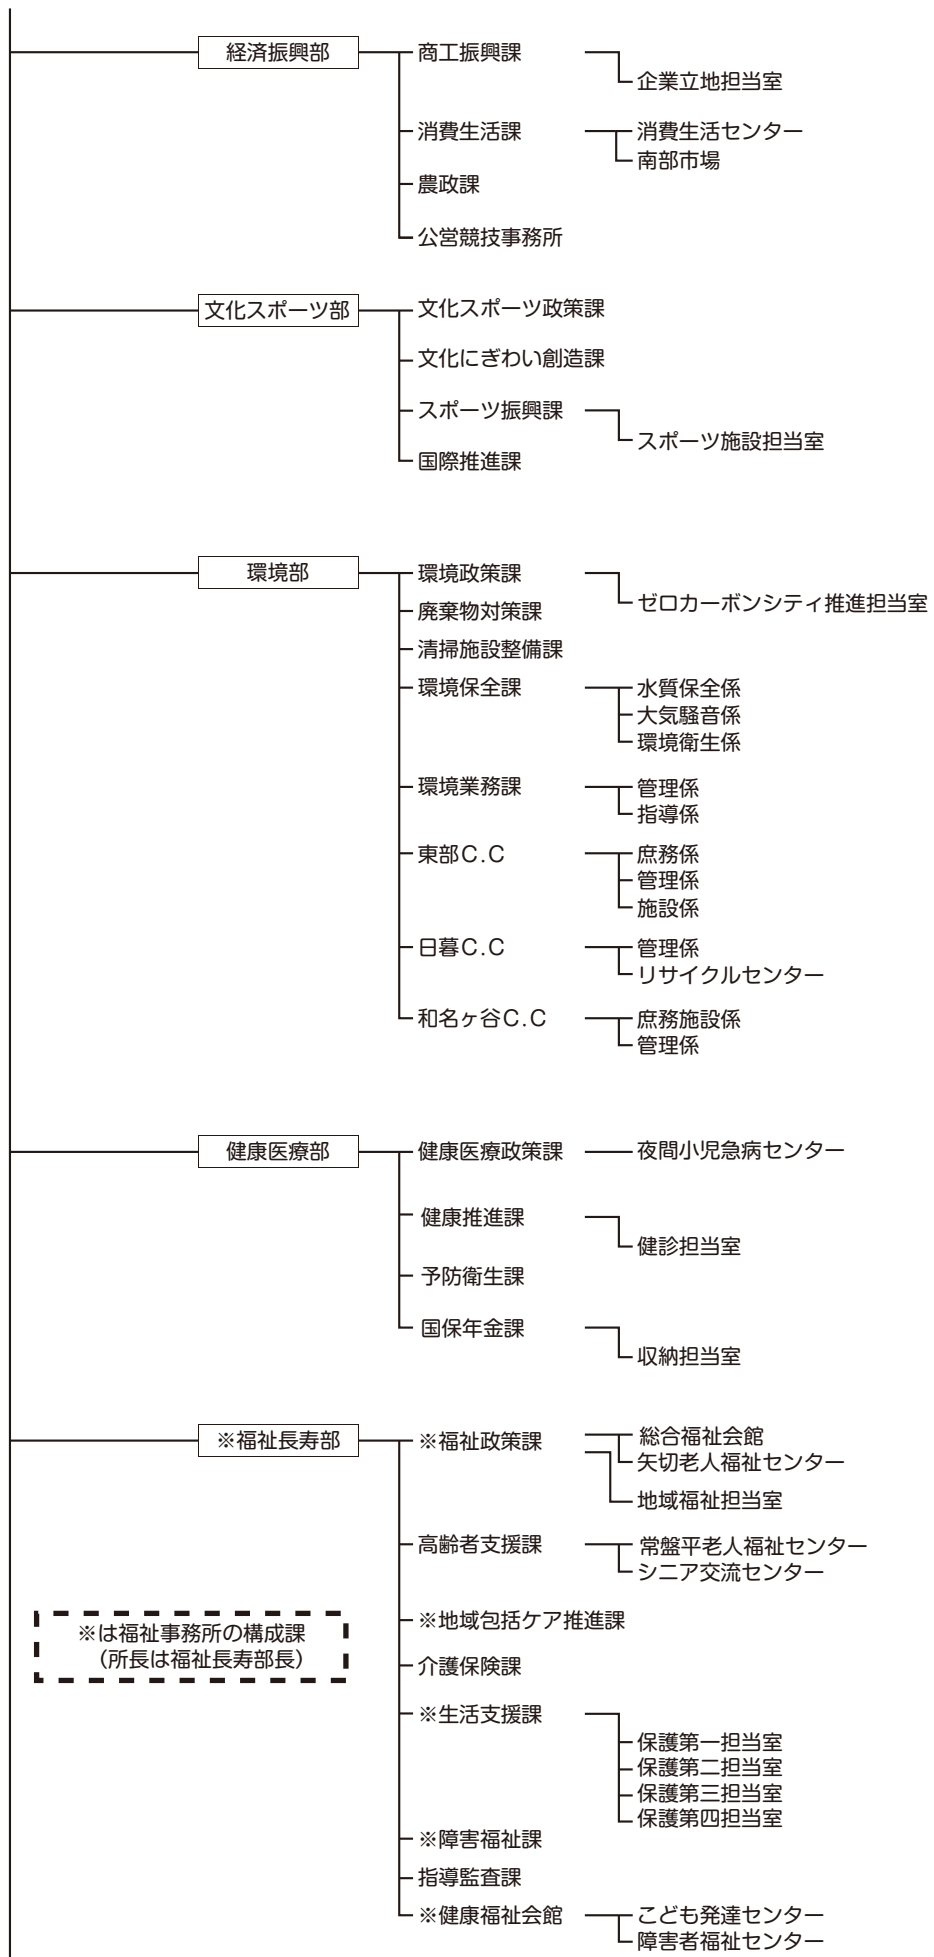 経済振興部
商工振興課
企業立地担当室
消費生活課
消費生活センター
南部市場
農政課
公営競技事務所
文化スポーツ部
文化スポーツ政策課
文化にぎわい創造課
スポーツ振興課
スポーツ施設担当室
国際推進課
環境部
環境政策課
ゼロカーボンシティ推進担当室
廃棄物対策課
清掃施設整備課
環境保全課
水質保全係
大気騒音係
環境衛生係
環境業務課
管理係
指導係
東部C.C
庶務係
管理係
施設係
日暮C.C
管理係
リサイクルセンター
和名ヶ谷C.C
庶務施設係
管理係
健康医療部
健康医療政策課
夜間小児急病センター
健康推進課
健診担当室
予防衛生課
国保年金課
収納担当室
※福祉長寿部
※福祉政策課
総合福祉会館
矢切老人福祉センター
地域福祉担当室
高齢者支援課
常盤平老人福祉センター
シニア交流センター
※は福祉事務所の構成課
（所長は福祉長寿部長）
※地域包括ケア推進課
介護保険課
※生活支援課
保護第一担当室
保護第二担当室
保護第三担当室
保護第四担当室
※障害福祉課
指導監査課
※健康福祉会館
こども発達センター
障害者福祉センター